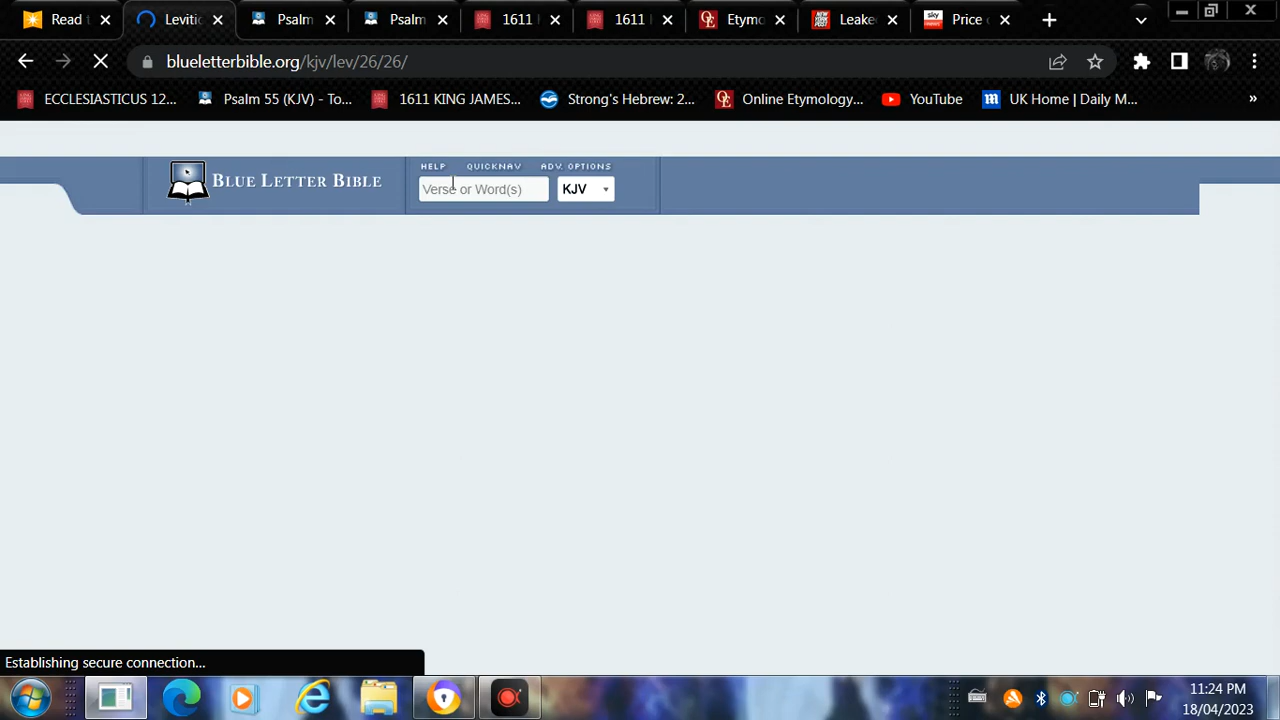 Read t
Leviti
Psalm
Psalm
1611
1611
Etymo
Leake
Price
blueletterbible.org/kjv/lev/26/26/
ECCLESIASTICUS 12...
Psalm 55 (KJV) - To...
1611 KING JAMES...
Strong's Hebrew: 2...
Online Etymology...
YouTube
UK Home | Daily M...
»
HELP QUICKNAV ADV. OPTIONS
BLUE LETTER BIBLE
Verse or Word(s)
KJV
Establishing secure connection...
11:24 PM
18/04/2023